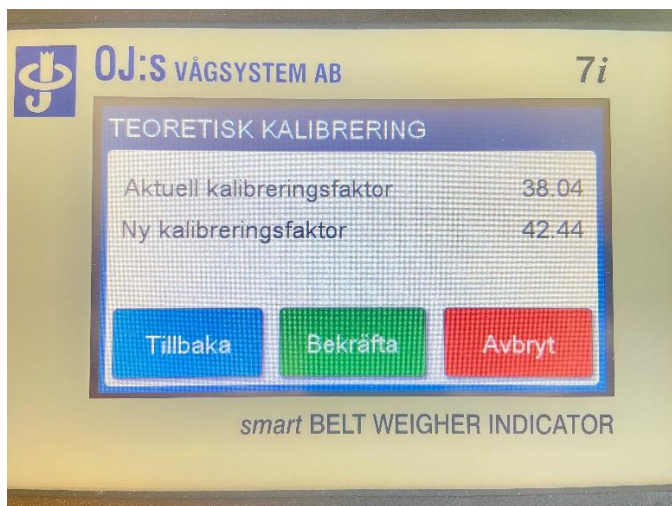 OJ:s VÅGSYSTEM AB
7i
TEORETISK KALIBRERING
Aktuell kalibreringsfaktor 38.04
Ny kalibreringsfaktor 42.44
Tillbaka Bekräfta Avbryt
smart BELT WEIGHER INDICATOR